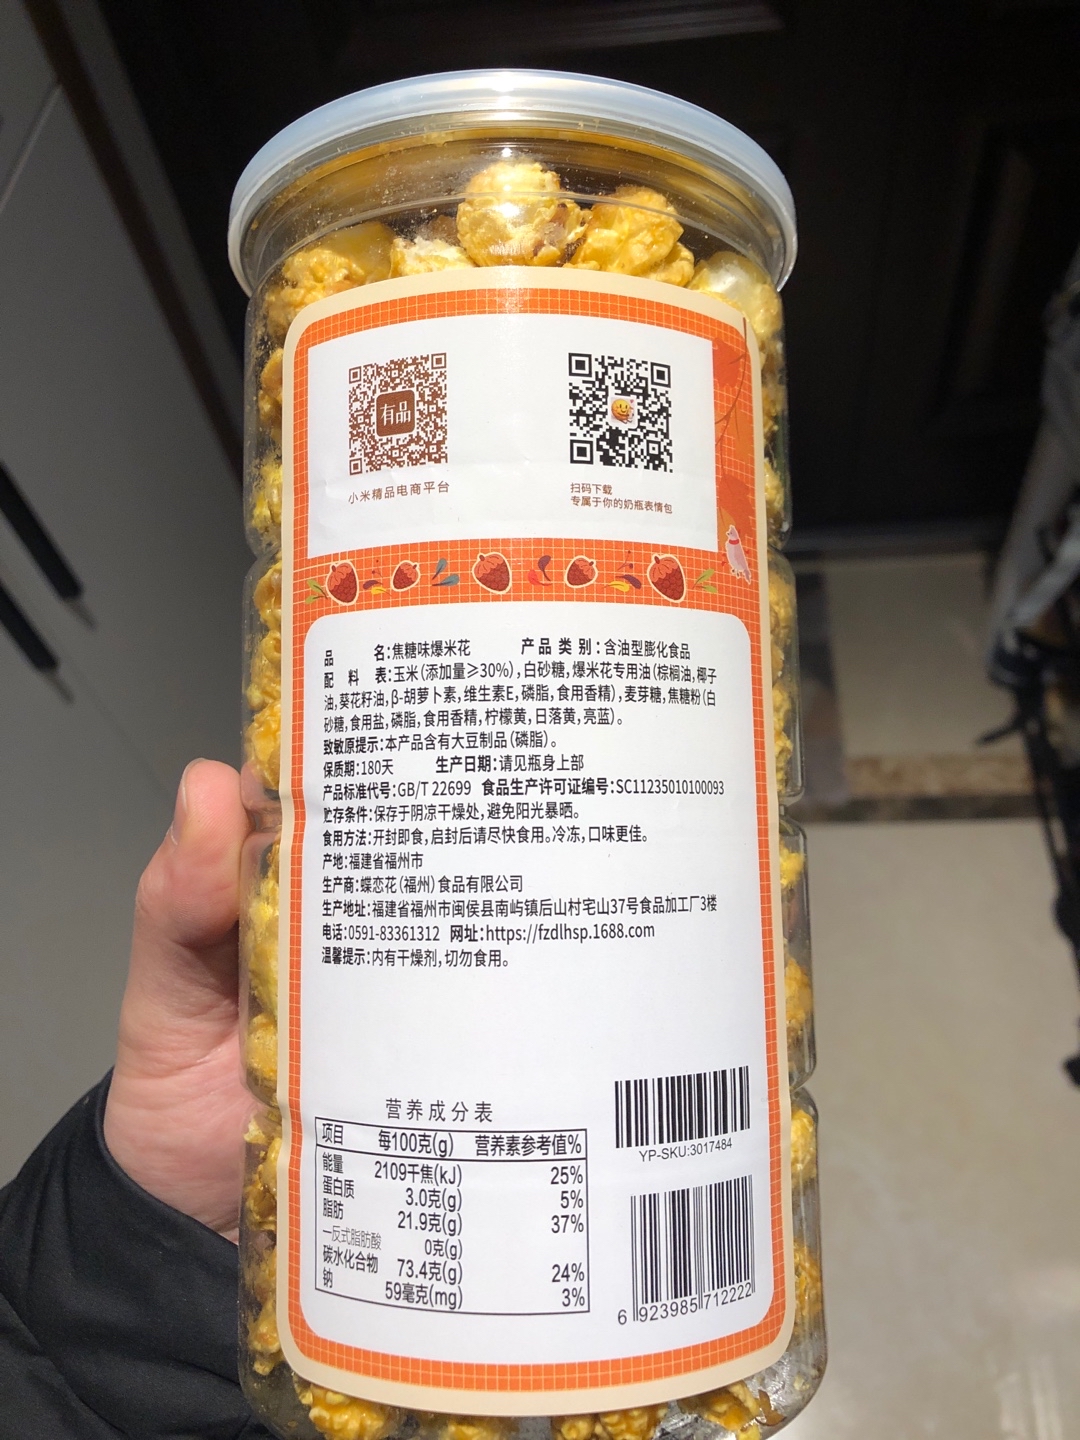 有品
小米精品电商平台
扫码下载
专属于你的奶瓶表情包
品名:焦糖味爆米花 产品类别:含油型膨化食品
配料表:玉米(添加量≥30%),白砂糖,爆米花专用油(棕榈油,椰子
油,葵花籽油,β-胡萝卜素,维生素E,磷脂,食用香精),麦芽糖,焦糖粉(白
砂糖,食用盐,磷脂,食用香精,柠檬黄,日落黄,亮蓝)。
致敏原提示:本产品含有大豆制品(磷脂)。
保质期:180天 生产日期:请见瓶身上部
产品标准代号:GB/T 22699 食品生产许可证编号:SC11235010100093
贮存条件:保存于阴凉干燥处,避免阳光暴晒。
食用方法:开封即食,启封后请尽快食用。冷冻,口味更佳。
产地:福建省福州市
生产商:蝶恋花(福州)食品有限公司
生产地址:福建省福州市闽侯县南屿镇后山村宅山37号食品加工厂3楼
电话:0591-83361312 网址:https://fzdlhsp.1688.com
温馨提示:内有干燥剂,切勿食用。
营养成分表
项目 每100克(g) 营养素参考值%
能量 2109千焦(kJ) 25%
蛋白质 3.0克(g) 5%
脂肪 21.9克(g) 37%
—反式脂肪酸 0克(g)
碳水化合物 73.4克(g) 24%
钠 59毫克(mg) 3%
YP-SKU:3017484
6 923985 712222